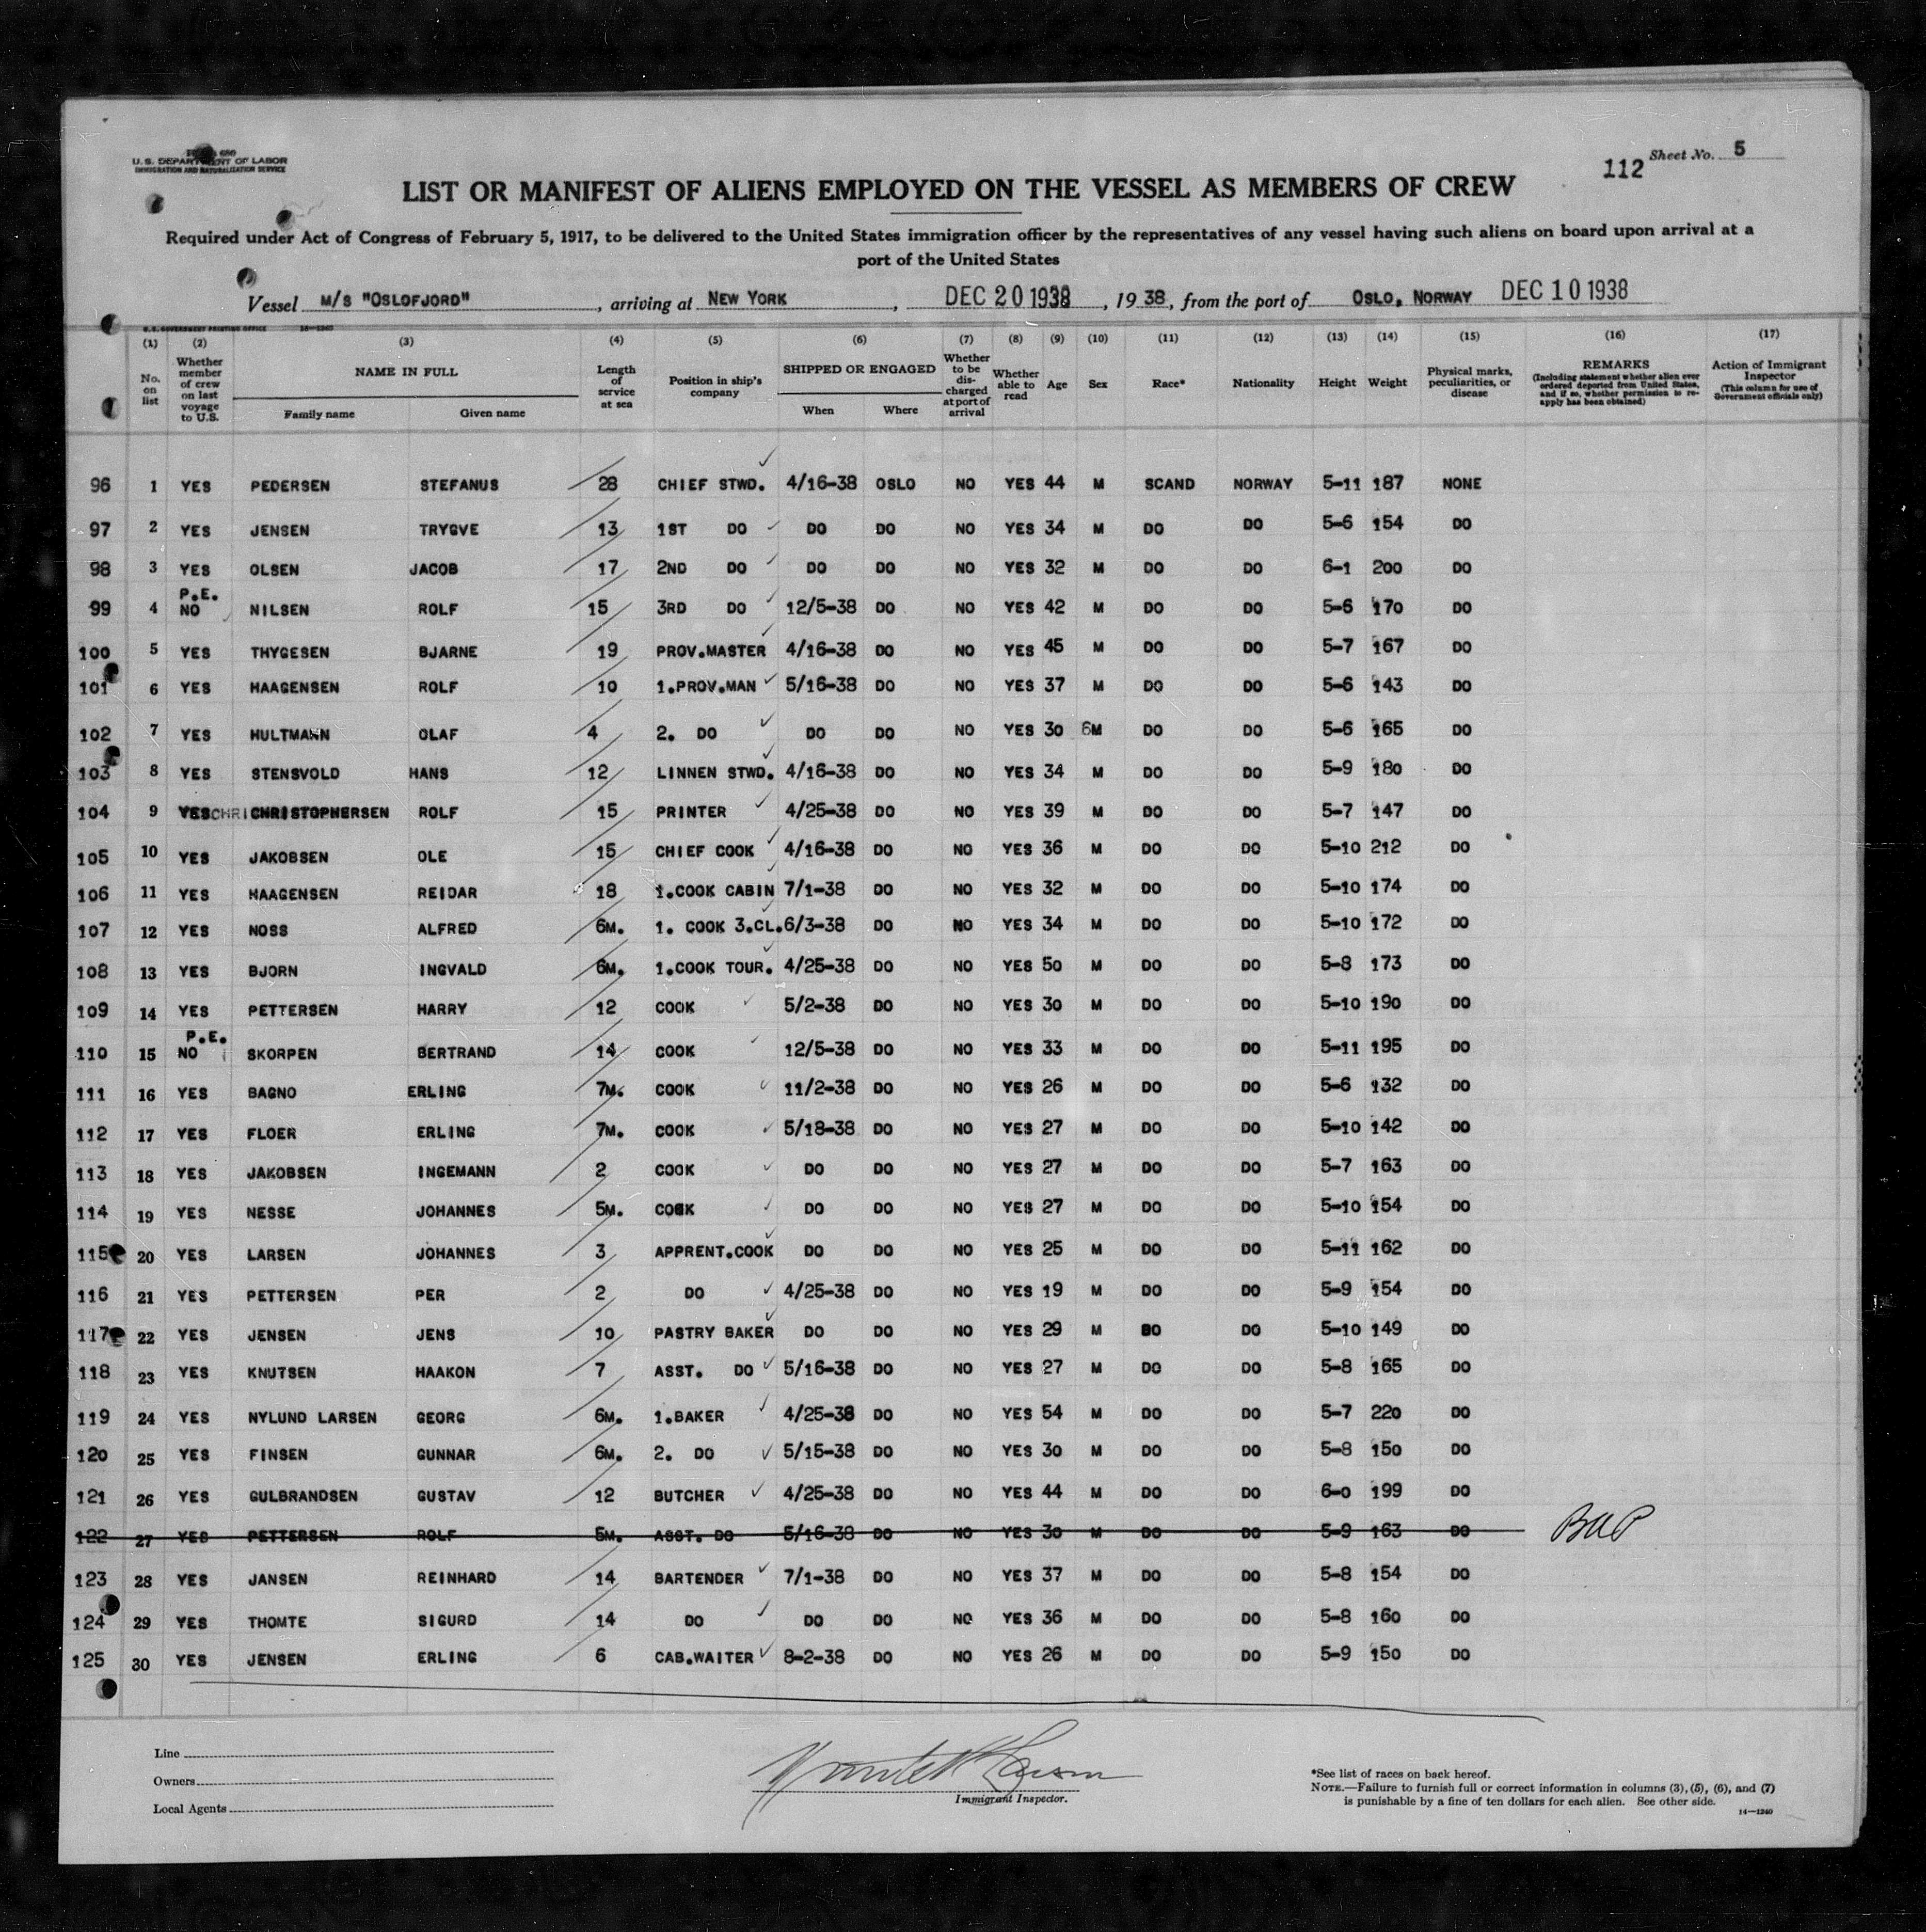 U. S. DEPARTMENT OF LABOR
IMMIGRATION AND NATURALIZATION SERVICE
112 Sheet No. 5
LIST OR MANIFEST OF ALIENS EMPLOYED ON THE VESSEL AS MEMBERS OF CREW
Required under Act of Congress of February 5, 1917, to be delivered to the United States immigration officer by the representatives of any vessel having such aliens on board upon arrival at a
port of the United States
Vessel M/S "OSLOFJORD", arriving at NEW YORK, DEC 20 1938, 19 38, from the port of OSLO, NORWAY DEC 10 1938
U.S. GOVERNMENT PRINTING OFFICE 14—1240
(1) (2) (3) (4) (5) (6) (7) (8) (9) (10) (11) (12) (13) (14) (15) (16) (17)
No. on list
Whether member of crew on last voyage to U.S.
NAME IN FULL
Family name
Given name
Length of service at sea
Position in ship's company
SHIPPED OR ENGAGED
When
Where
Whether to be discharged at port of arrival
Whether able to read
Age
Sex
Race*
Nationality
Height
Weight
Physical marks, peculiarities, or disease
REMARKS
(Including statement whether alien ever ordered deported from United States, and if so, whether permission to re-apply has been obtained)
Action of Immigrant Inspector
(This column for use of Government officials only)
96 1 YES PEDERSEN STEFANUS 28 CHIEF STWD. 4/16-38 OSLO NO YES 44 M SCAND NORWAY 5-11 187 NONE
97 2 YES JENSEN TRYGVE 13 1ST DO DO DO NO YES 34 M DO DO 5-6 154 DO
98 3 YES OLSEN JACOB 17 2ND DO DO DO NO YES 32 M DO DO 6-1 200 DO
P.E.
99 4 NO NILSEN ROLF 15 3RD DO 12/5-38 DO NO YES 42 M DO DO 5-6 170 DO
100 5 YES THYGESEN BJARNE 19 PROV.MASTER 4/16-38 DO NO YES 45 M DO DO 5-7 167 DO
101 6 YES HAAGENSEN ROLF 10 1.PROV.MAN 5/16-38 DO NO YES 37 M DO DO 5-6 143 DO
102 7 YES HULTMANN OLAF 4 2. DO DO DO NO YES 30 6M DO DO 5-6 165 DO
103 8 YES STENSVOLD HANS 12 LINNEN STWD. 4/16-38 DO NO YES 34 M DO DO 5-9 180 DO
104 9 YES CHRI CHRISTOPHERSEN ROLF 15 PRINTER 4/25-38 DO NO YES 39 M DO DO 5-7 147 DO
105 10 YES JAKOBSEN OLE 15 CHIEF COOK 4/16-38 DO NO YES 36 M DO DO 5-10 212 DO
106 11 YES HAAGENSEN REIDAR 18 1.COOK CABIN 7/1-38 DO NO YES 32 M DO DO 5-10 174 DO
107 12 YES NOSS ALFRED 6M. 1. COOK 3.CL. 6/3-38 DO NO YES 34 M DO DO 5-10 172 DO
108 13 YES BJORN INGVALD 6M. 1.COOK TOUR. 4/25-38 DO NO YES 50 M DO DO 5-8 173 DO
109 14 YES PETTERSEN HARRY 12 COOK 5/2-38 DO NO YES 30 M DO DO 5-10 190 DO
P.E.
110 15 NO SKORPEN BERTRAND 14 COOK 12/5-38 DO NO YES 33 M DO DO 5-11 195 DO
111 16 YES BAGNO ERLING 7M. COOK 11/2-38 DO NO YES 26 M DO DO 5-6 132 DO
112 17 YES FLOER ERLING 7M. COOK 5/18-38 DO NO YES 27 M DO DO 5-10 142 DO
113 18 YES JAKOBSEN INGEMANN 2 COOK DO DO NO YES 27 M DO DO 5-7 163 DO
114 19 YES NESSE JOHANNES 5M. COOK DO DO NO YES 27 M DO DO 5-10 154 DO
115 20 YES LARSEN JOHANNES 3 APPRENT.COOK DO DO NO YES 25 M DO DO 5-11 162 DO
116 21 YES PETTERSEN PER 2 DO 4/25-38 DO NO YES 19 M DO DO 5-9 154 DO
117 22 YES JENSEN JENS 10 PASTRY BAKER DO DO NO YES 29 M DO DO 5-10 149 DO
118 23 YES KNUTSEN HAAKON 7 ASST. DO 5/16-38 DO NO YES 27 M DO DO 5-8 165 DO
119 24 YES NYLUND LARSEN GEORG 6M. 1.BAKER 4/25-38 DO NO YES 54 M DO DO 5-7 220 DO
120 25 YES FINSEN GUNNAR 6M. 2. DO 5/15-38 DO NO YES 30 M DO DO 5-8 150 DO
121 26 YES GULBRANDSEN GUSTAV 12 BUTCHER 4/25-38 DO NO YES 44 M DO DO 6-0 199 DO
122 27 YES PETTERSEN ROLF 5M. ASST. DO 5/16-38 DO NO YES 30 M DO DO 5-9 163 DO
123 28 YES JANSEN REINHARD 14 BARTENDER 7/1-38 DO NO YES 37 M DO DO 5-8 154 DO
124 29 YES THOMTE SIGURD 14 DO DO DO NO YES 36 M DO DO 5-8 160 DO
125 30 YES JENSEN ERLING 6 CAB.WAITER 8-2-38 DO NO YES 26 M DO DO 5-9 150 DO
Line
Owners
Local Agents
Immigrant Inspector.
*See list of races on back hereof.
NOTE.—Failure to furnish full or correct information in columns (3), (5), (6), and (7)
is punishable by a fine of ten dollars for each alien. See other side.
14—1240